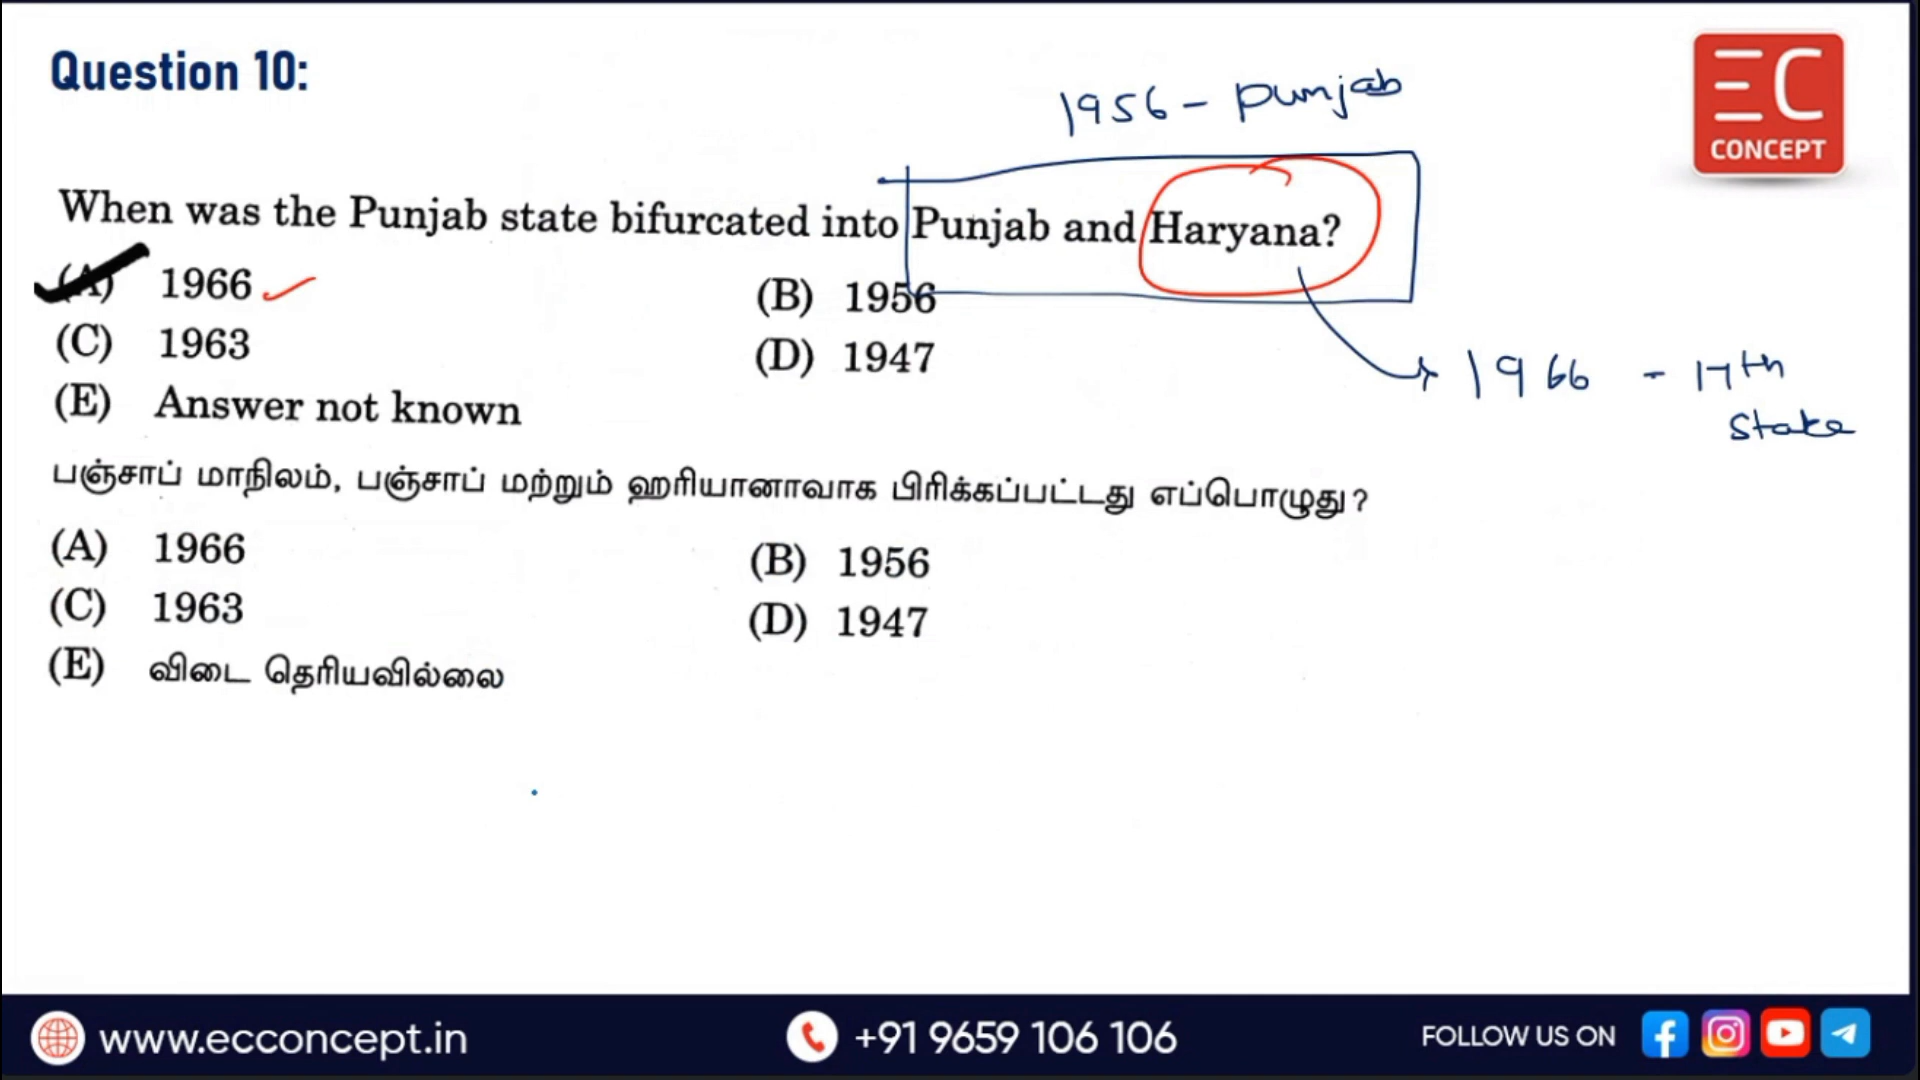 Question 10:
1956 - Punjab
EC
CONCEPT
When was the Punjab state bifurcated into Punjab and Haryana?
(A) 1966
(B) 1956
(C) 1963
(D) 1947
(E) Answer not known
1966 - 17th
state
பஞ்சாப் மாநிலம், பஞ்சாப் மற்றும் ஹரியானாவாக பிரிக்கப்பட்டது எப்பொழுது?
(A) 1966
(B) 1956
(C) 1963
(D) 1947
(E) விடை தெரியவில்லை
www.ecconcept.in
+91 9659 106 106
FOLLOW US ON